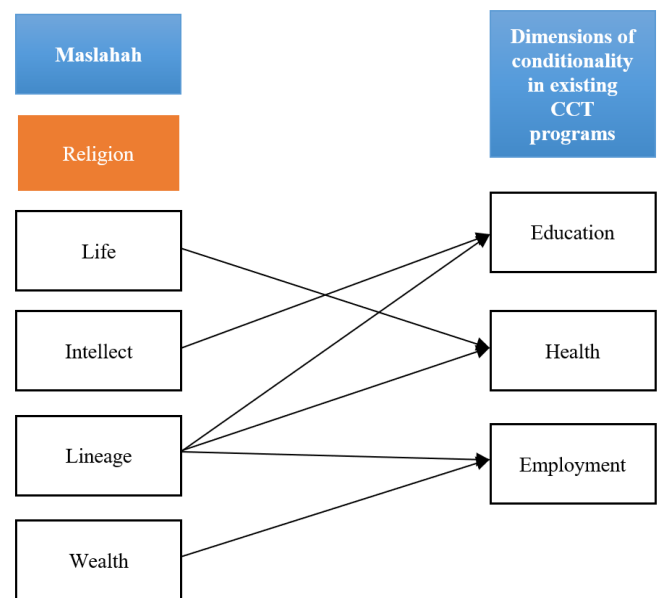 Maslahah
Religion
Life
Intellect
Lineage
Wealth
Dimensions of
conditionality
in existing
CCT
programs
Education
Health
Employment